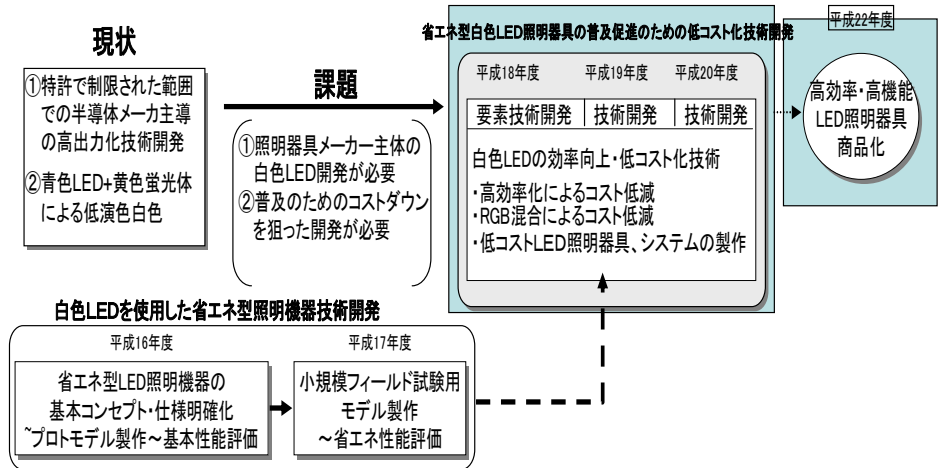 現状
①特許で制限された範囲
での半導体メーカ主導
の高出力化技術開発
②青色LED+黄色蛍光体
による低演色白色
課題
①照明器具メーカー主体の
白色LED開発が必要
②普及のためのコストダウン
を狙った開発が必要
省エネ型白色LED照明器具の普及促進のための低コスト化技術開発
平成18年度 平成19年度 平成20年度
要素技術開発 技術開発 技術開発
白色LEDの効率向上・低コスト化技術
・高効率化によるコスト低減
・RGB混合によるコスト低減
・低コストLED照明器具、システムの製作
平成22年度
高効率・高機能
LED照明器具
商品化
白色LEDを使用した省エネ型照明機器技術開発
平成16年度
省エネ型LED照明機器の
基本コンセプト・仕様明確化
~プロトモデル製作～基本性能評価
平成17年度
小規模フィールド試験用
モデル製作
～省エネ性能評価